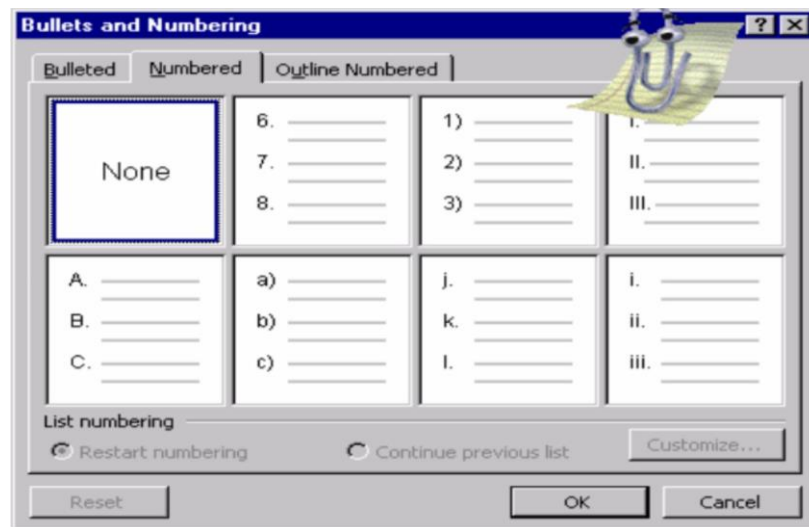 Bullets and Numbering
Bulleted Numbered Outline Numbered
None
6.
7.
8.
1)
2)
3)
I.
II.
III.
A.
B.
C.
a)
b)
c)
j.
k.
l.
i.
ii.
iii.
List numbering
Restart numbering Continue previous list Customize...
Reset OK Cancel